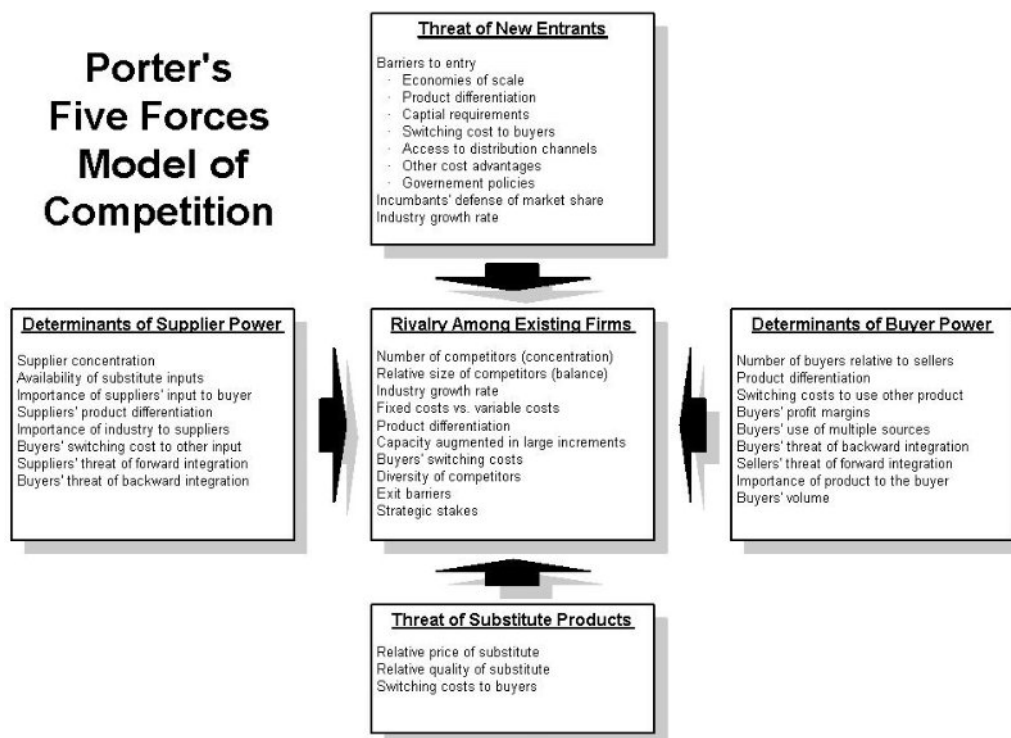 Porter's
Five Forces
Model of
Competition
Threat of New Entrants
Barriers to entry
· Economies of scale
· Product differentiation
· Captial requirements
· Switching cost to buyers
· Access to distribution channels
· Other cost advantages
· Governement policies
Incumbants' defense of market share
Industry growth rate
Determinants of Supplier Power
Supplier concentration
Availability of substitute inputs
Importance of suppliers' input to buyer
Suppliers' product differentiation
Importance of industry to suppliers
Buyers' switching cost to other input
Suppliers' threat of forward integration
Buyers' threat of backward integration
Rivalry Among Existing Firms
Number of competitors (concentration)
Relative size of competitors (balance)
Industry growth rate
Fixed costs vs. variable costs
Product differentiation
Capacity augmented in large increments
Buyers' switching costs
Diversity of competitors
Exit barriers
Strategic stakes
Determinants of Buyer Power
Number of buyers relative to sellers
Product differentiation
Switching costs to use other product
Buyers' profit margins
Buyers' use of multiple sources
Buyers' threat of backward integration
Sellers' threat of forward integration
Importance of product to the buyer
Buyers' volume
Threat of Substitute Products
Relative price of substitute
Relative quality of substitute
Switching costs to buyers